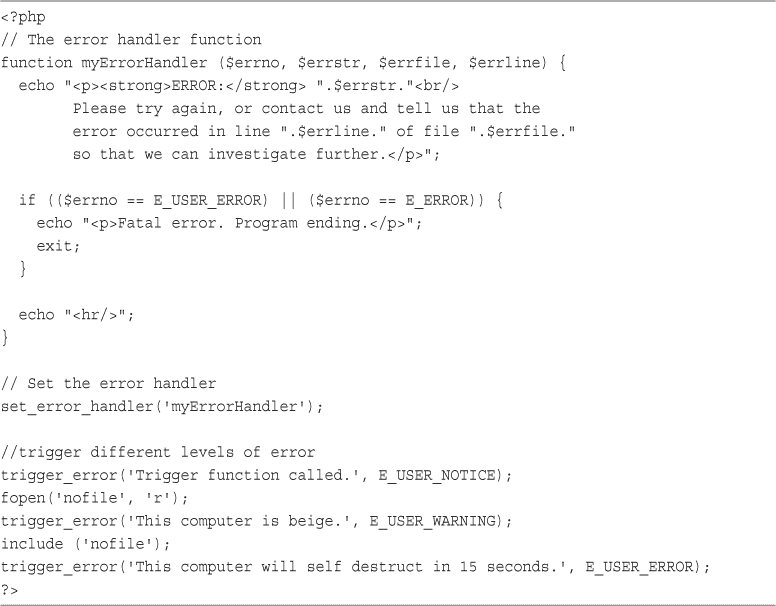 <?php
// The error handler function
function myErrorHandler ($errno, $errstr, $errfile, $errline) {
  echo "<p><strong>ERROR:</strong> ".$errstr."<br/>
        Please try again, or contact us and tell us that the
        error occurred in line ".$errline." of file ".$errfile."
        so that we can investigate further.</p>";

  if (($errno == E_USER_ERROR) || ($errno == E_ERROR)) {
    echo "<p>Fatal error. Program ending.</p>";
    exit;
  }

  echo "<hr/>";
}

// Set the error handler
set_error_handler('myErrorHandler');

//trigger different levels of error
trigger_error('Trigger function called.', E_USER_NOTICE);
fopen('nofile', 'r');
trigger_error('This computer is beige.', E_USER_WARNING);
include ('nofile');
trigger_error('This computer will self destruct in 15 seconds.', E_USER_ERROR);
?>